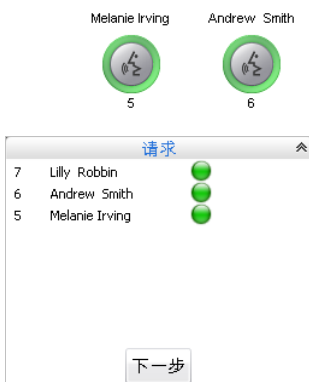 Melanie Irving Andrew Smith
5 6
请求
7 Lilly Robbin
6 Andrew Smith
5 Melanie Irving
下一步